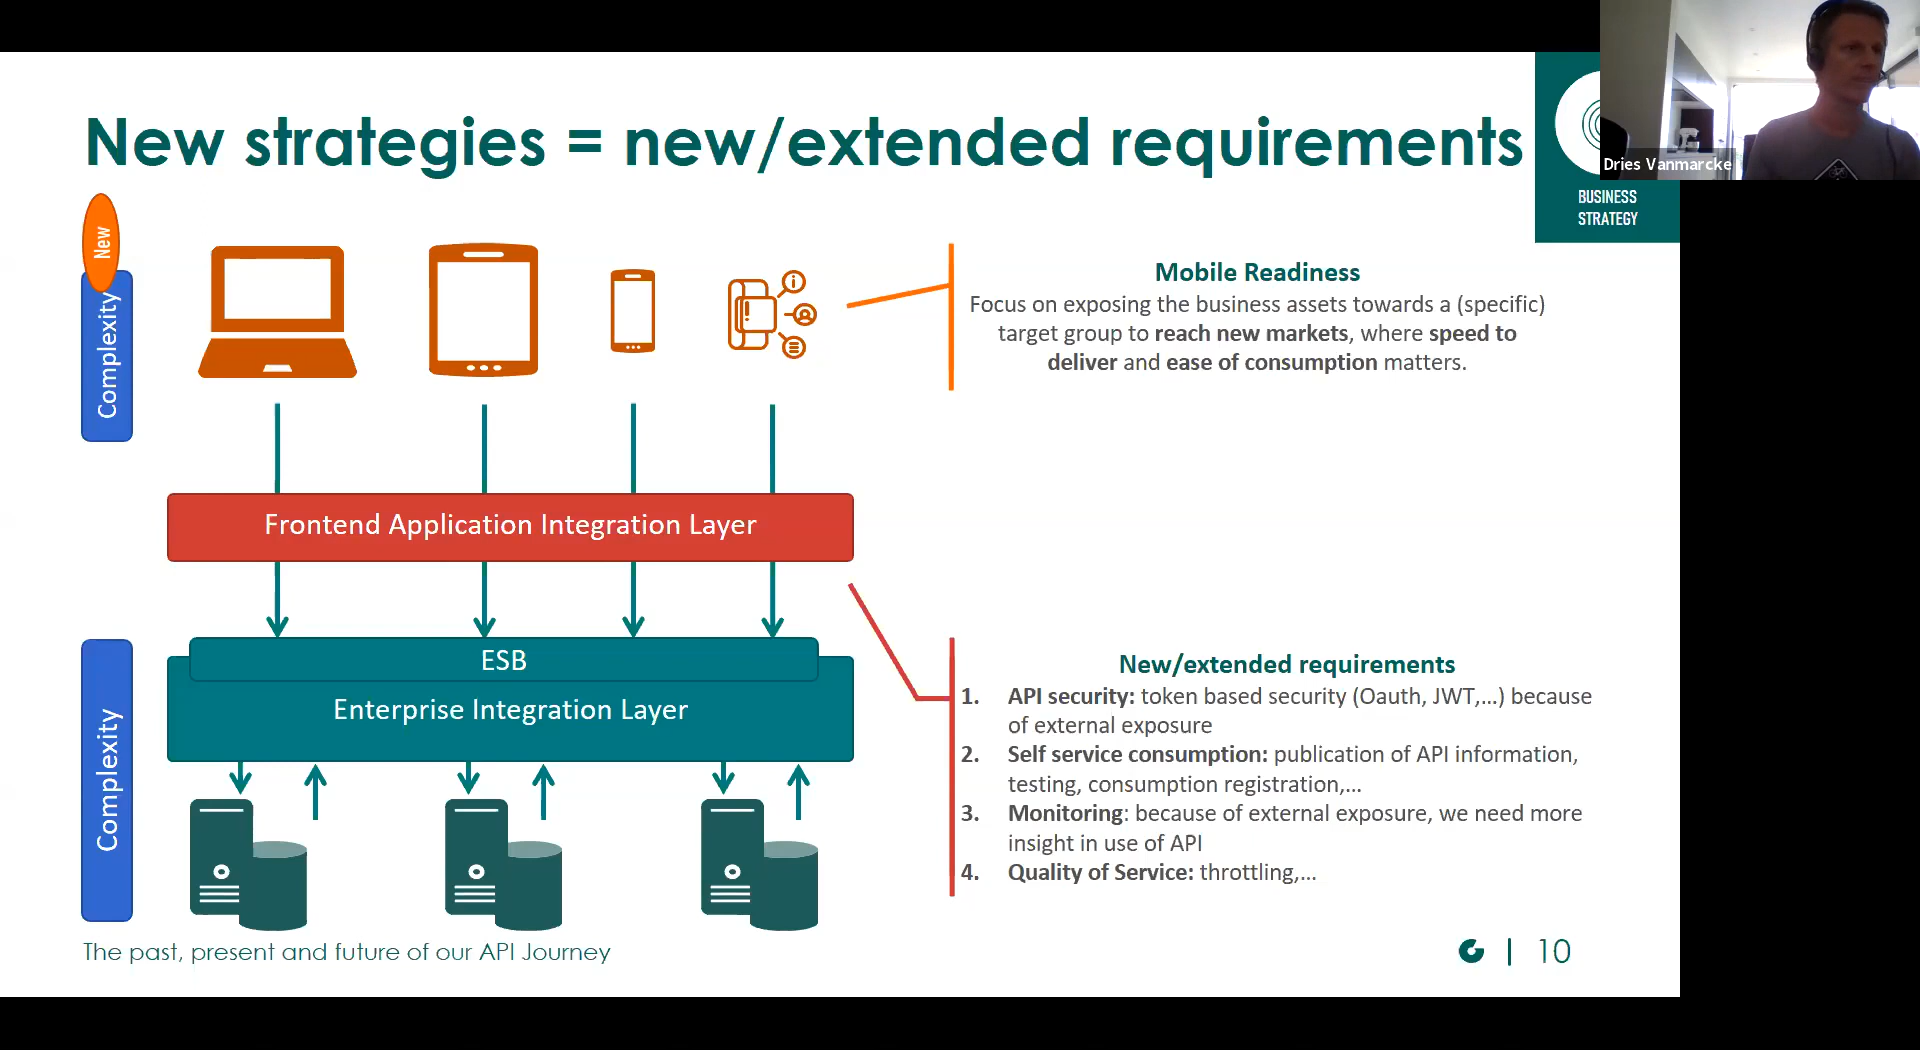 New strategies = new/extended requirements
Dries Vanmarcke
BUSINESS
STRATEGY
New
Complexity
Mobile Readiness
Focus on exposing the business assets towards a (specific)
target group to reach new markets, where speed to
deliver and ease of consumption matters.
Frontend Application Integration Layer
ESB
Enterprise Integration Layer
Complexity
New/extended requirements
1. API security: token based security (Oauth, JWT,...) because
of external exposure
2. Self service consumption: publication of API information,
testing, consumption registration,...
3. Monitoring: because of external exposure, we need more
insight in use of API
4. Quality of Service: throttling,...
The past, present and future of our API Journey
| 10